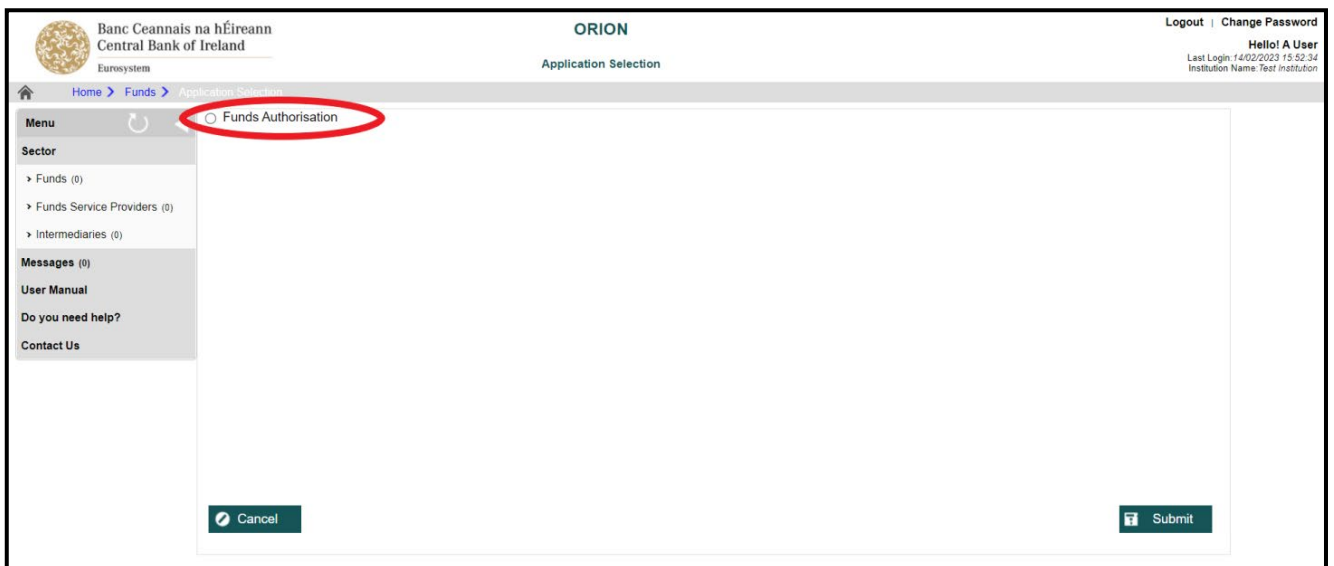 Banc Ceannais na hÉireann
Central Bank of Ireland
Eurosystem
ORION
Application Selection
Logout | Change Password
Hello! A User
Last Login:14/02/2023 15:52:34
Institution Name:Test Institution
Home > Funds > Application Selection
Menu
Sector
> Funds (0)
> Funds Service Providers (0)
> Intermediaries (0)
Messages (0)
User Manual
Do you need help?
Contact Us
Funds Authorisation
Cancel
Submit